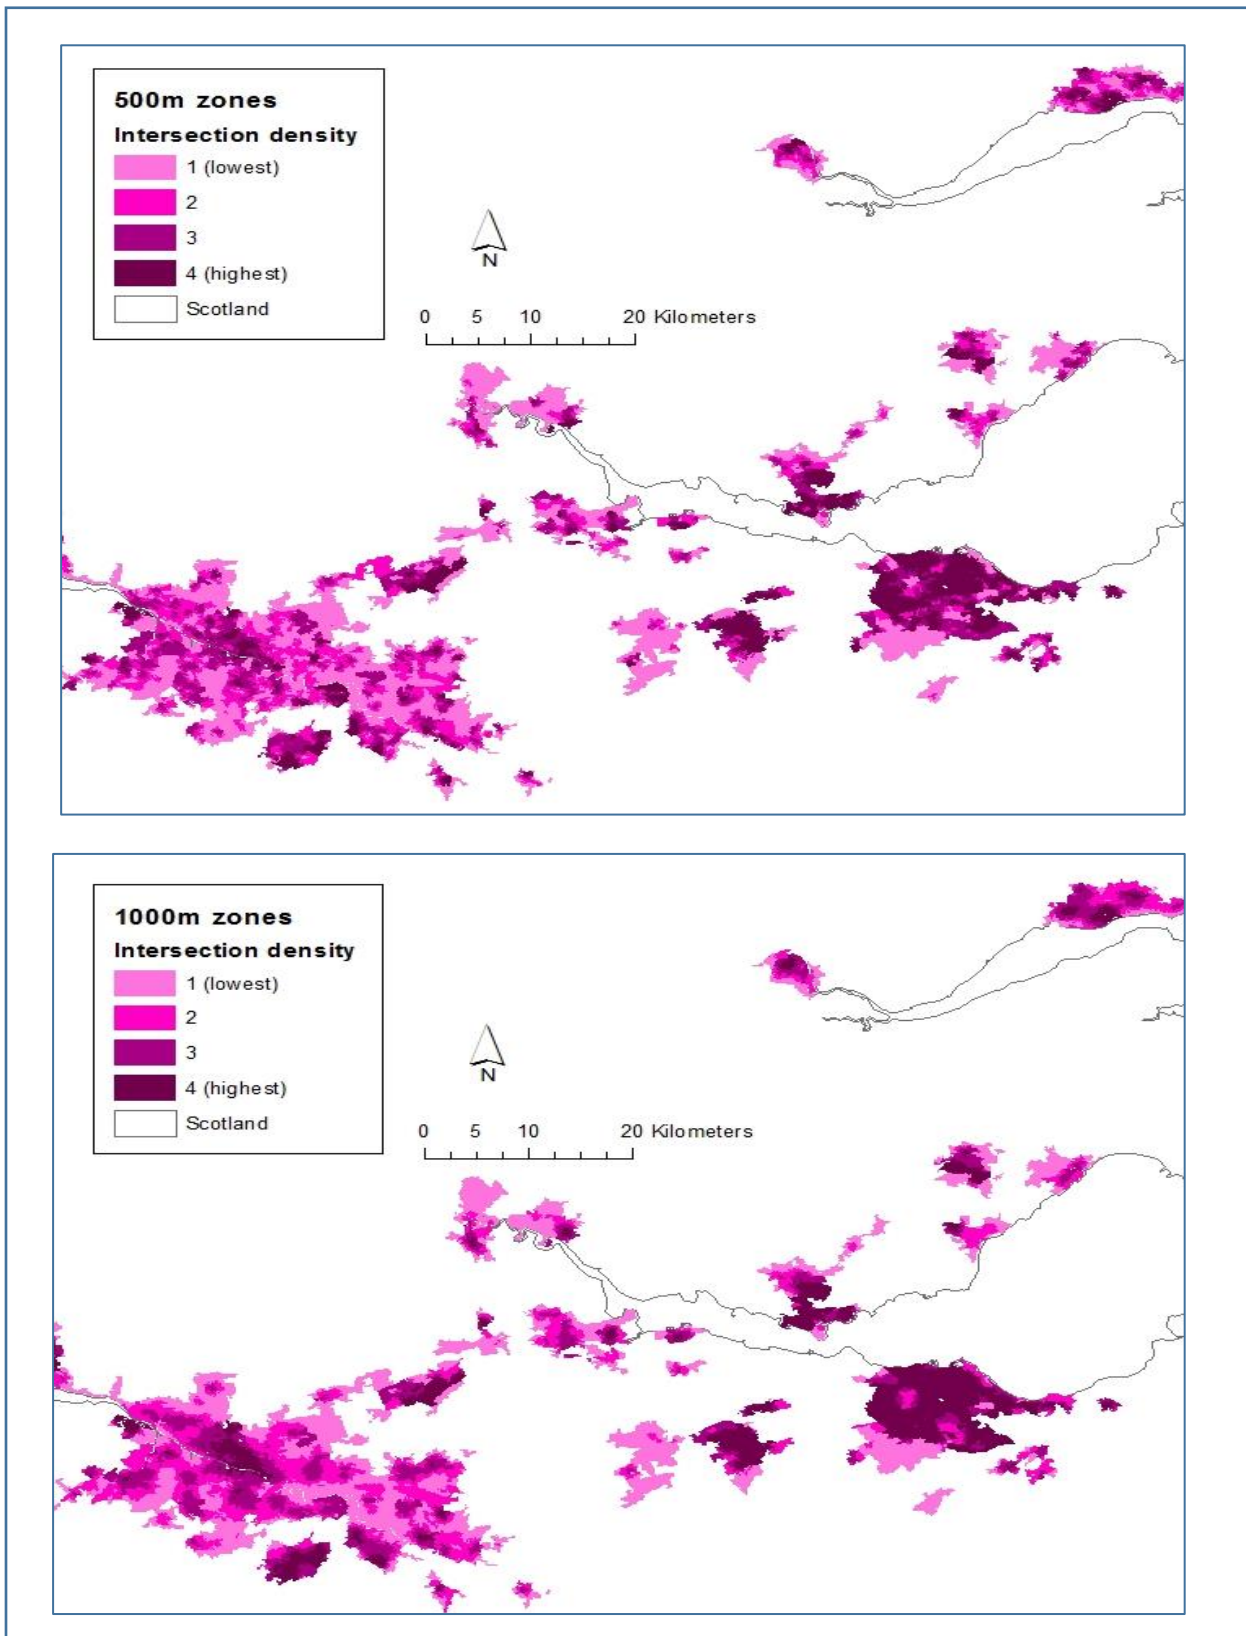 500m zones
Intersection density
1 (lowest)
2
3
4 (highest)
Scotland
N
0 5 10 20 Kilometers
1000m zones
Intersection density
1 (lowest)
2
3
4 (highest)
Scotland
N
0 5 10 20 Kilometers